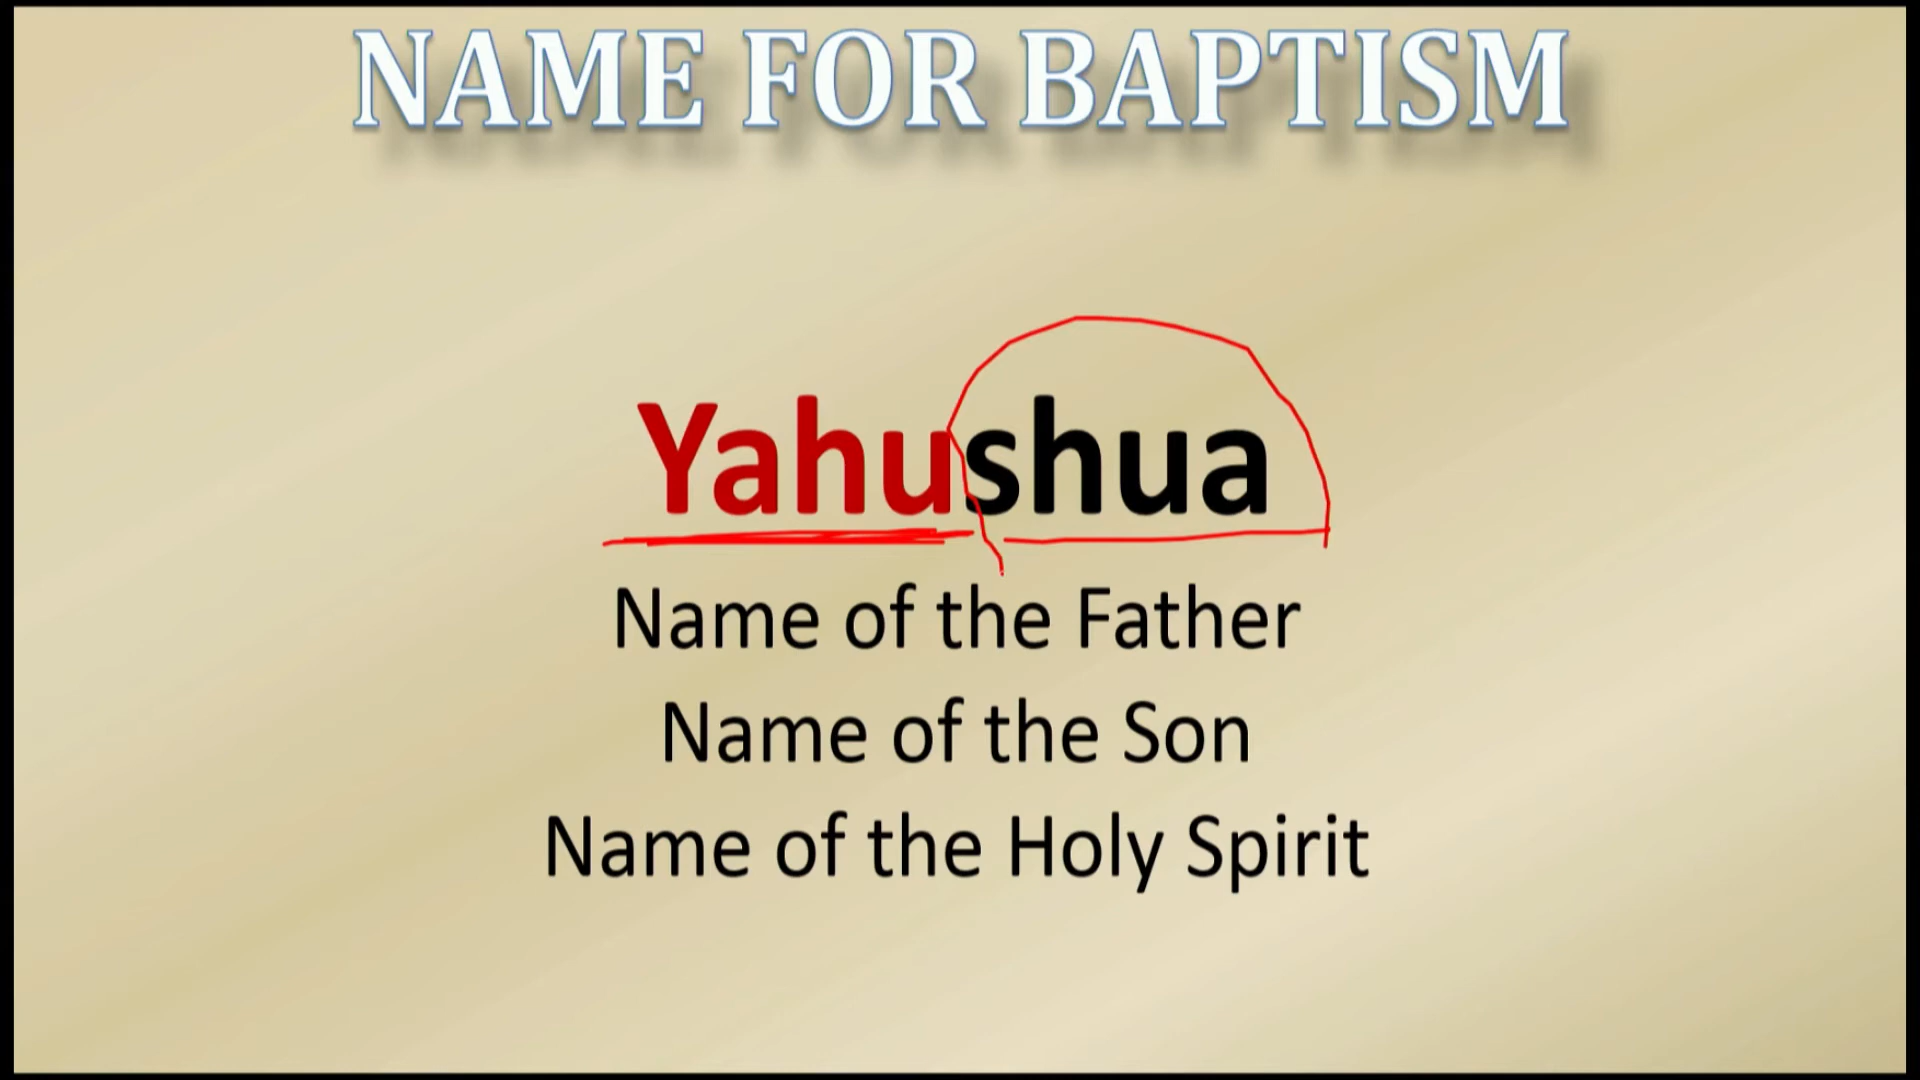 NAME FOR BAPTISM
Yahushua
Name of the Father
Name of the Son
Name of the Holy Spirit